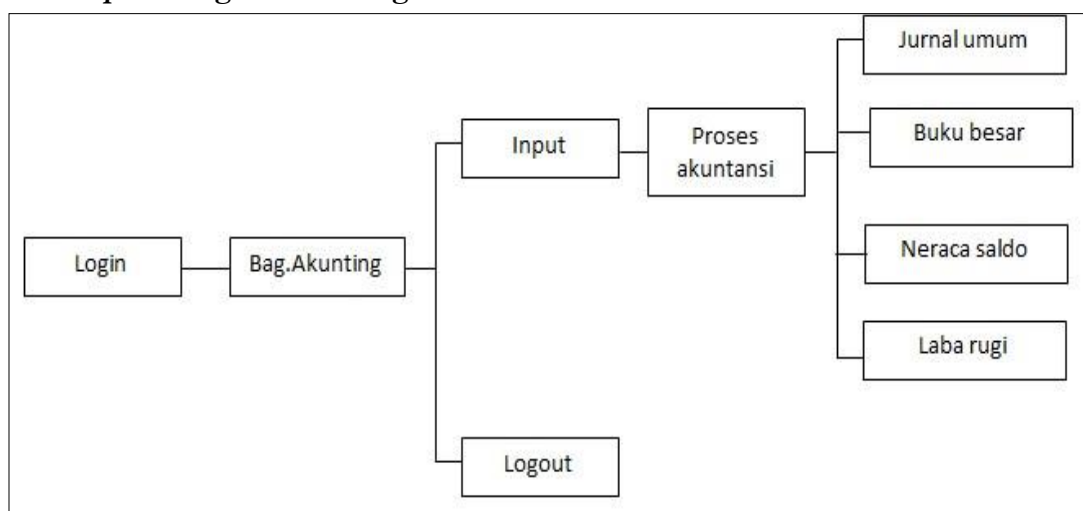 Login
Bag.Akunting
Input
Logout
Proses
akuntansi
Jurnal umum
Buku besar
Neraca saldo
Laba rugi